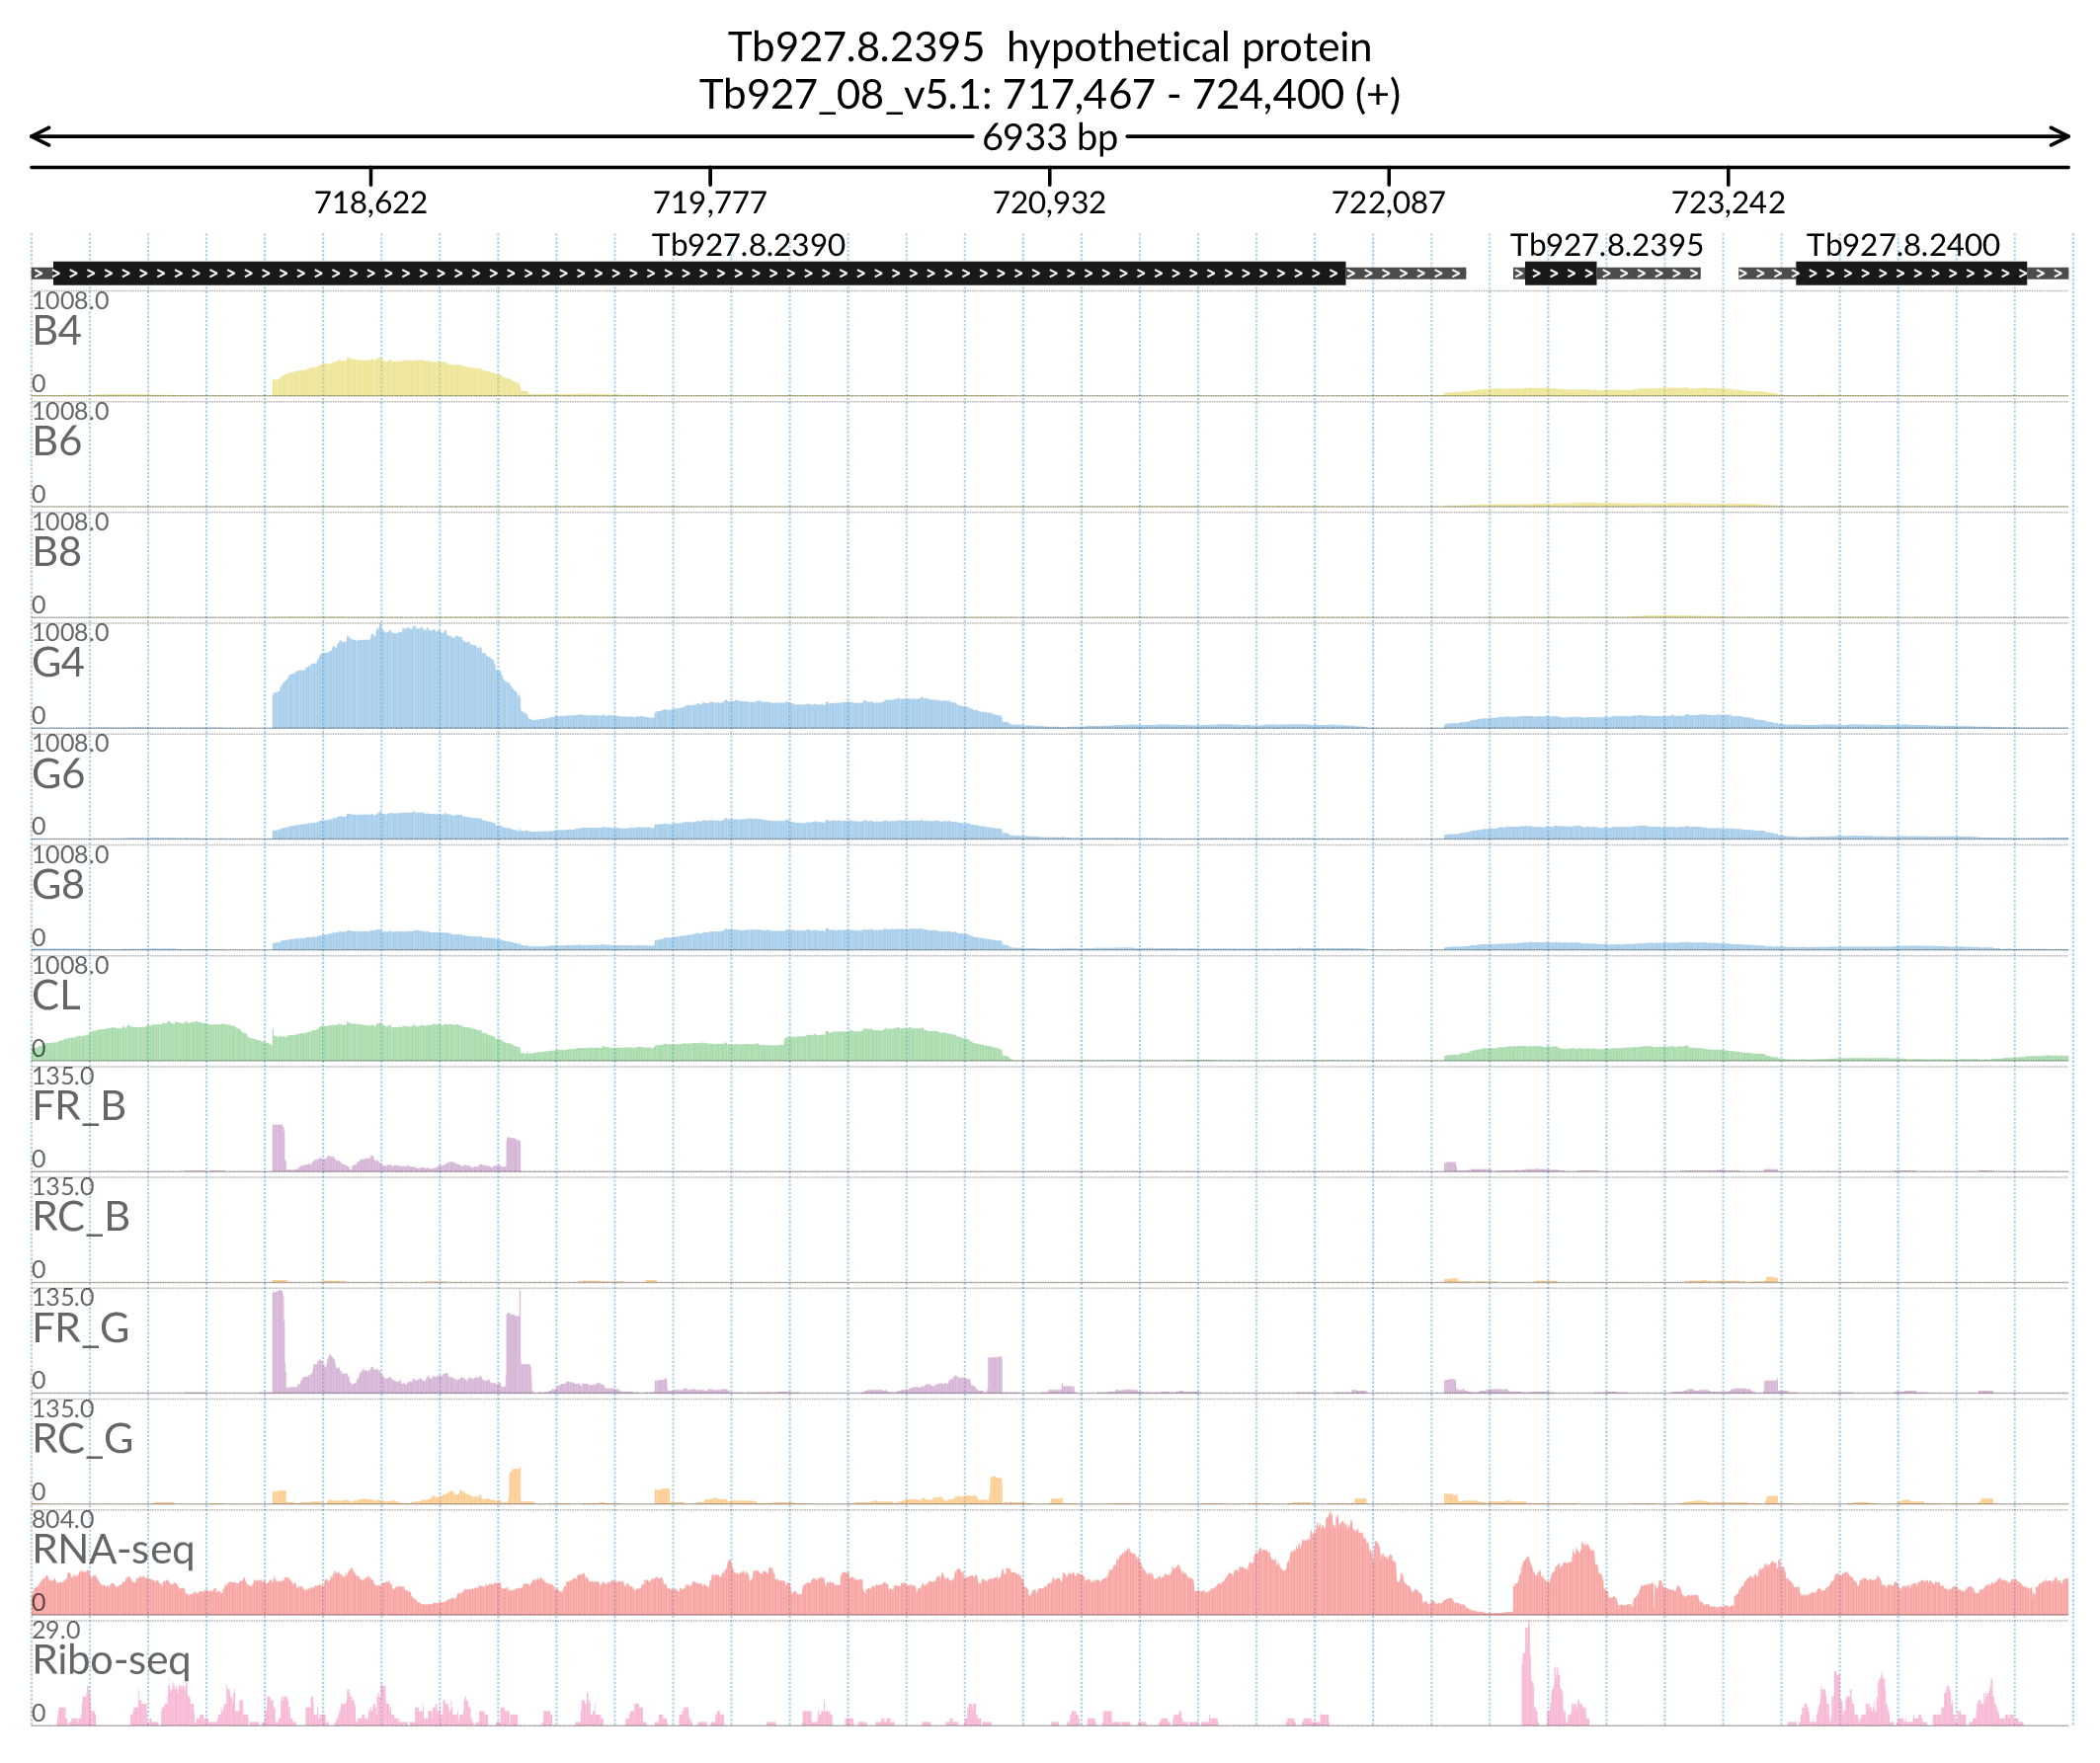 Tb927.8.2395 hypothetical protein
Tb927_08_v5.1: 717,467 - 724,400 (+)
6933 bp
718,622 719,777 720,932 722,087 723,242
Tb927.8.2390 Tb927.8.2395 Tb927.8.2400
1008.0
B4
0
1008.0
B6
0
1008.0
B8
0
1008.0
G4
0
1008.0
G6
0
1008.0
G8
0
1008.0
CL
0
135.0
FR_B
0
135.0
RC_B
0
135.0
FR_G
0
135.0
RC_G
0
804.0
RNA-seq
0
29.0
Ribo-seq
0